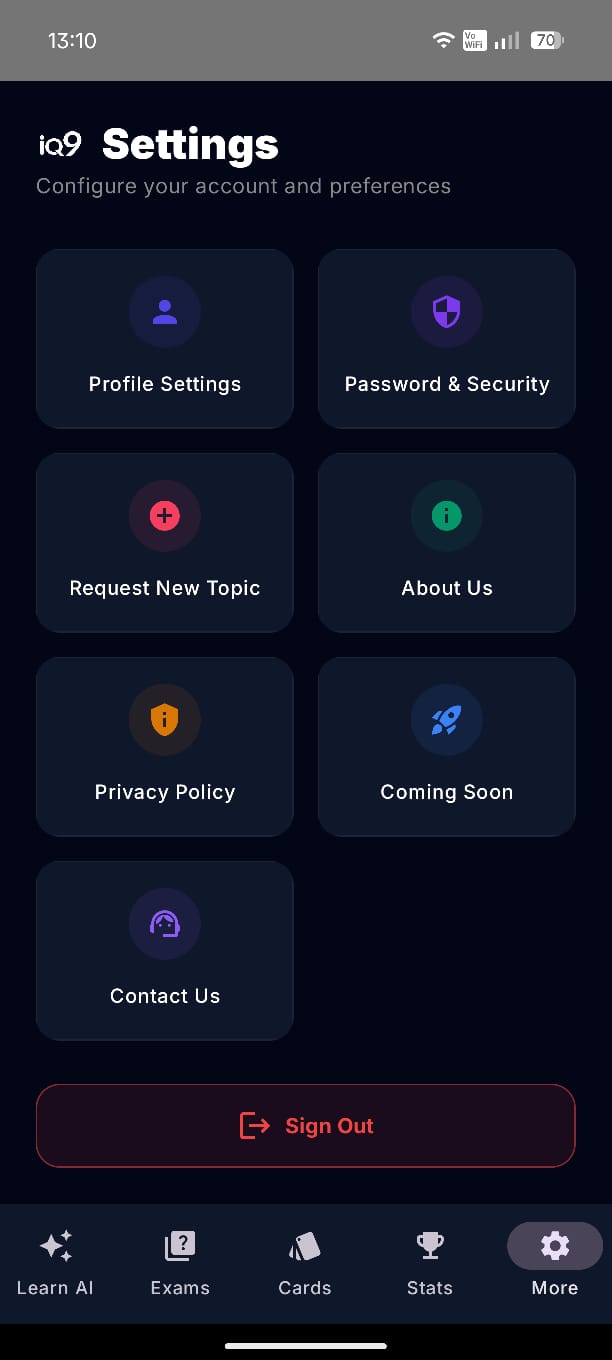 13:10
Vo
WiFi
70
iq9 Settings
Configure your account and preferences
Profile Settings
Password & Security
Request New Topic
About Us
Privacy Policy
Coming Soon
Contact Us
Sign Out
Learn AI
Exams
Cards
Stats
More